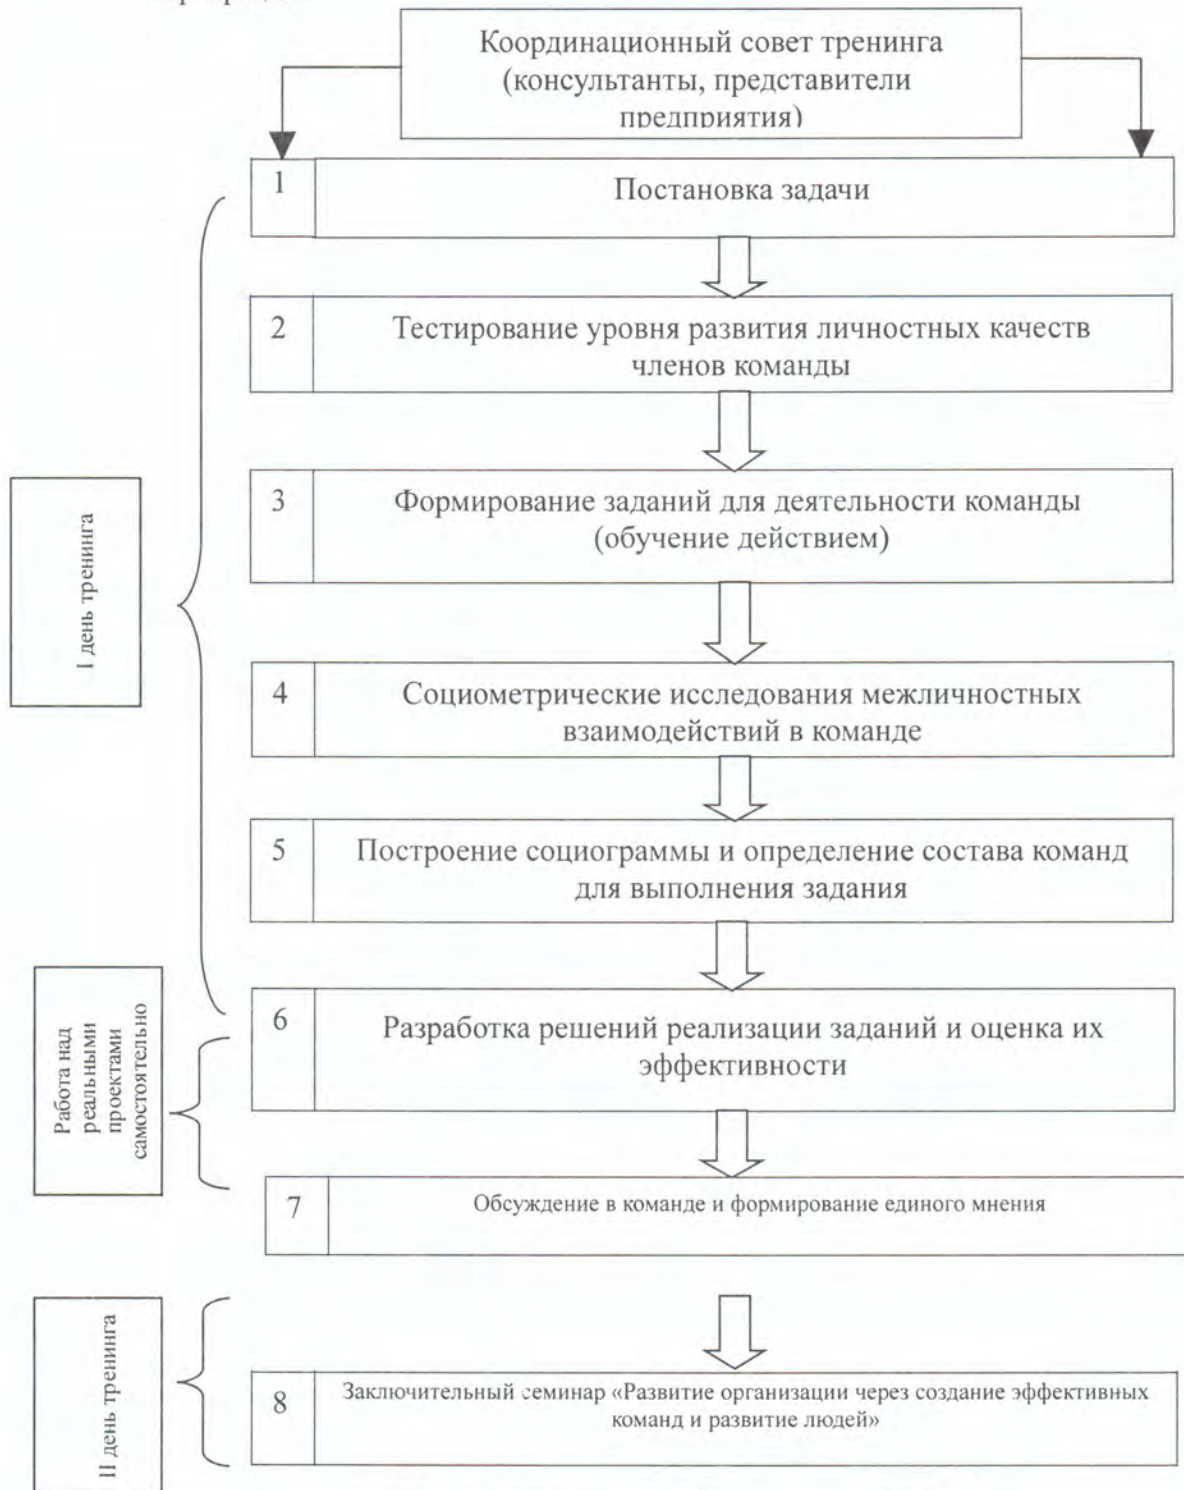 Координационный совет тренинга
(консультанты, представители
предприятия)
1
Постановка задачи
2
Тестирование уровня развития личностных качеств
членов команды
3
Формирование заданий для деятельности команды
(обучение действием)
I день тренинга
4
Социометрические исследования межличностных
взаимодействий в команде
5
Построение социограммы и определение состава команд
для выполнения задания
6
Разработка решений реализации заданий и оценка их
эффективности
Работа над
реальными
проектами
самостоятельно
7
Обсуждение в команде и формирование единого мнения
II день тренинга
8
Заключительный семинар «Развитие организации через создание эффективных
команд и развитие людей»